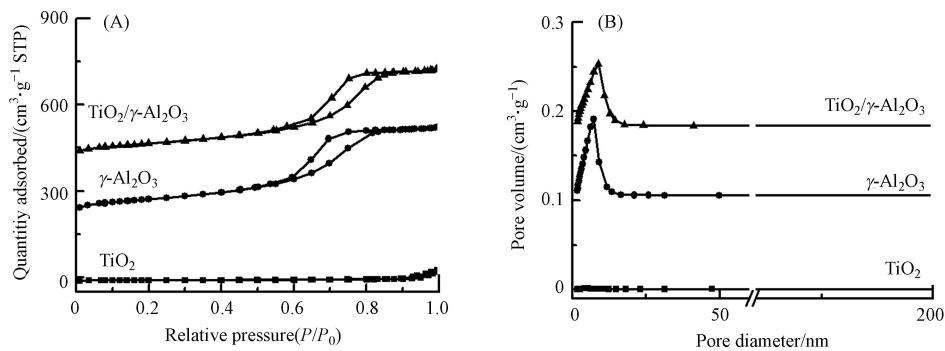 (A)
900
600
300
0
Quantitiy adsorbed/(cm³·g⁻¹ STP)
TiO₂/γ-Al₂O₃
γ-Al₂O₃
TiO₂
0 0.2 0.4 0.6 0.8 1.0
Relative pressure(P/P₀)
(B)
0.3
0.2
0.1
0
Pore volume/(cm³·g⁻¹)
TiO₂/γ-Al₂O₃
γ-Al₂O₃
TiO₂
0 50 200
Pore diameter/nm